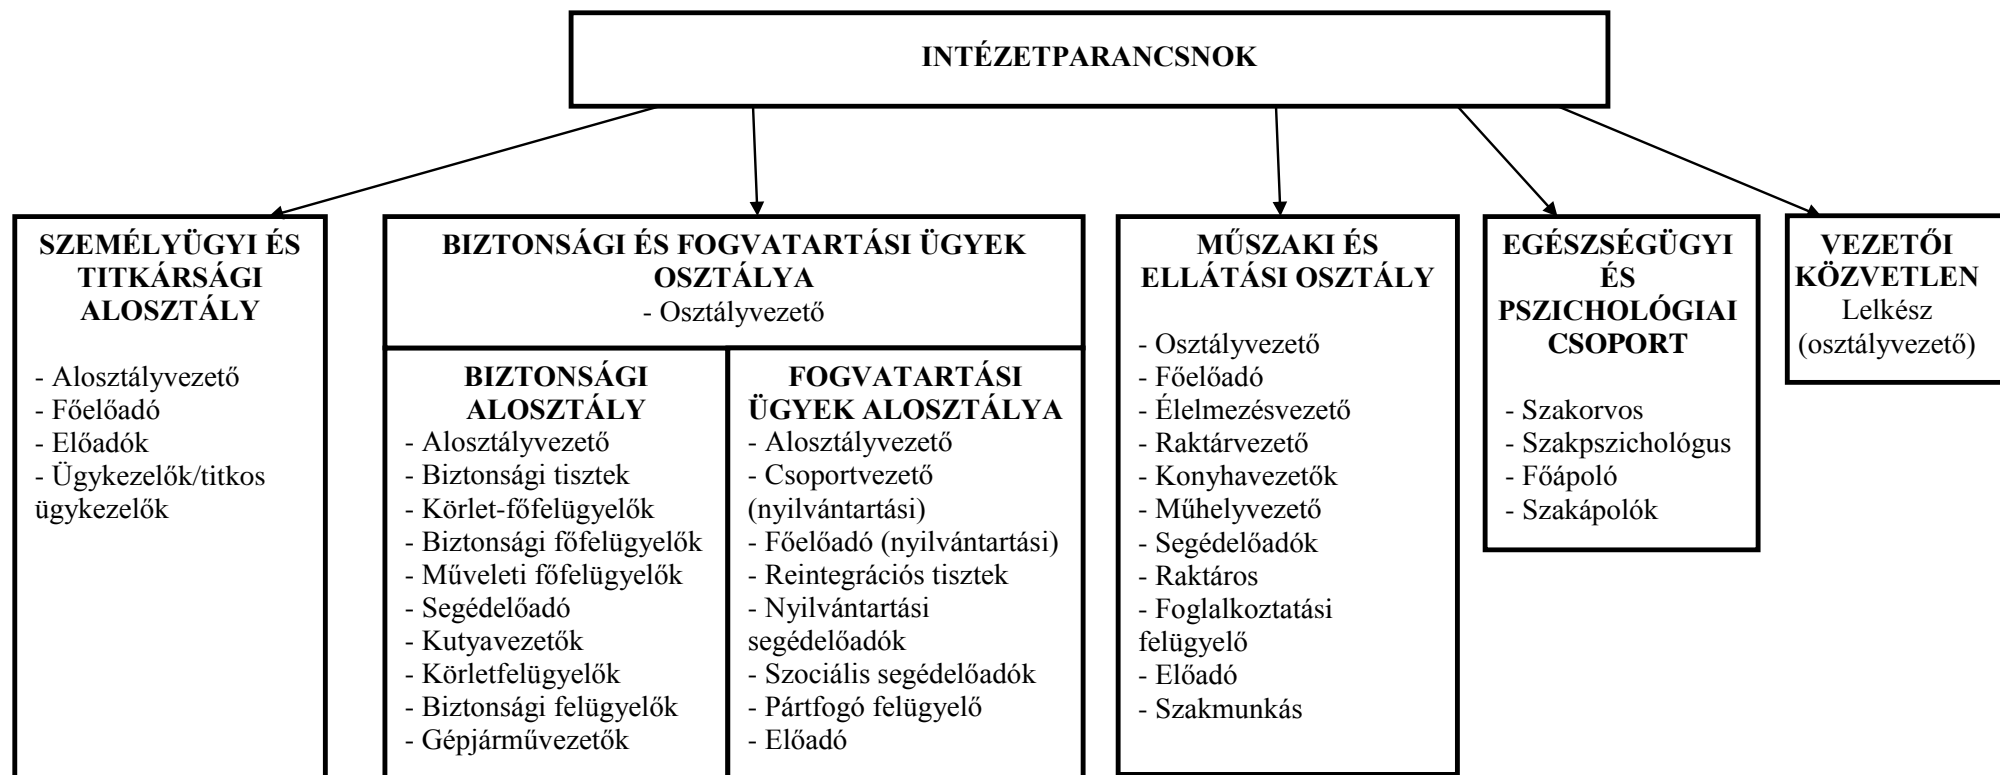 INTÉZETPARANCSNOK
SZEMÉLYÜGYI ÉS
TITKÁRSÁGI
ALOSZTÁLY
- Alosztályvezető
- Főelőadó
- Előadók
- Ügykezelők/titkos
ügykezelők
BIZTONSÁGI ÉS FOGVATARTÁSI ÜGYEK
OSZTÁLYA
- Osztályvezető
BIZTONSÁGI
ALOSZTÁLY
- Alosztályvezető
- Biztonsági tisztek
- Körlet-főfelügyelők
- Biztonsági főfelügyelők
- Műveleti főfelügyelők
- Segédelőadó
- Kutyavezetők
- Körletfelügyelők
- Biztonsági felügyelők
- Gépjárművezetők
FOGVATARTÁSI
ÜGYEK ALOSZTÁLYA
- Alosztályvezető
- Csoportvezető
(nyilvántartási)
- Főelőadó (nyilvántartási)
- Reintegrációs tisztek
- Nyilvántartási
segédelőadók
- Szociális segédelőadók
- Pártfogó felügyelő
- Előadó
MŰSZAKI ÉS
ELLÁTÁSI OSZTÁLY
- Osztályvezető
- Főelőadó
- Élelmezésvezető
- Raktárvezető
- Konyhavezetők
- Műhelyvezető
- Segédelőadók
- Raktáros
- Foglalkoztatási
felügyelő
- Előadó
- Szakmunkás
EGÉSZSÉGÜGYI
ÉS
PSZICHOLÓGIAI
CSOPORT
- Szakorvos
- Szakpszichológus
- Főápoló
- Szakápolók
VEZETŐI
KÖZVETLEN
Lelkész
(osztályvezető)